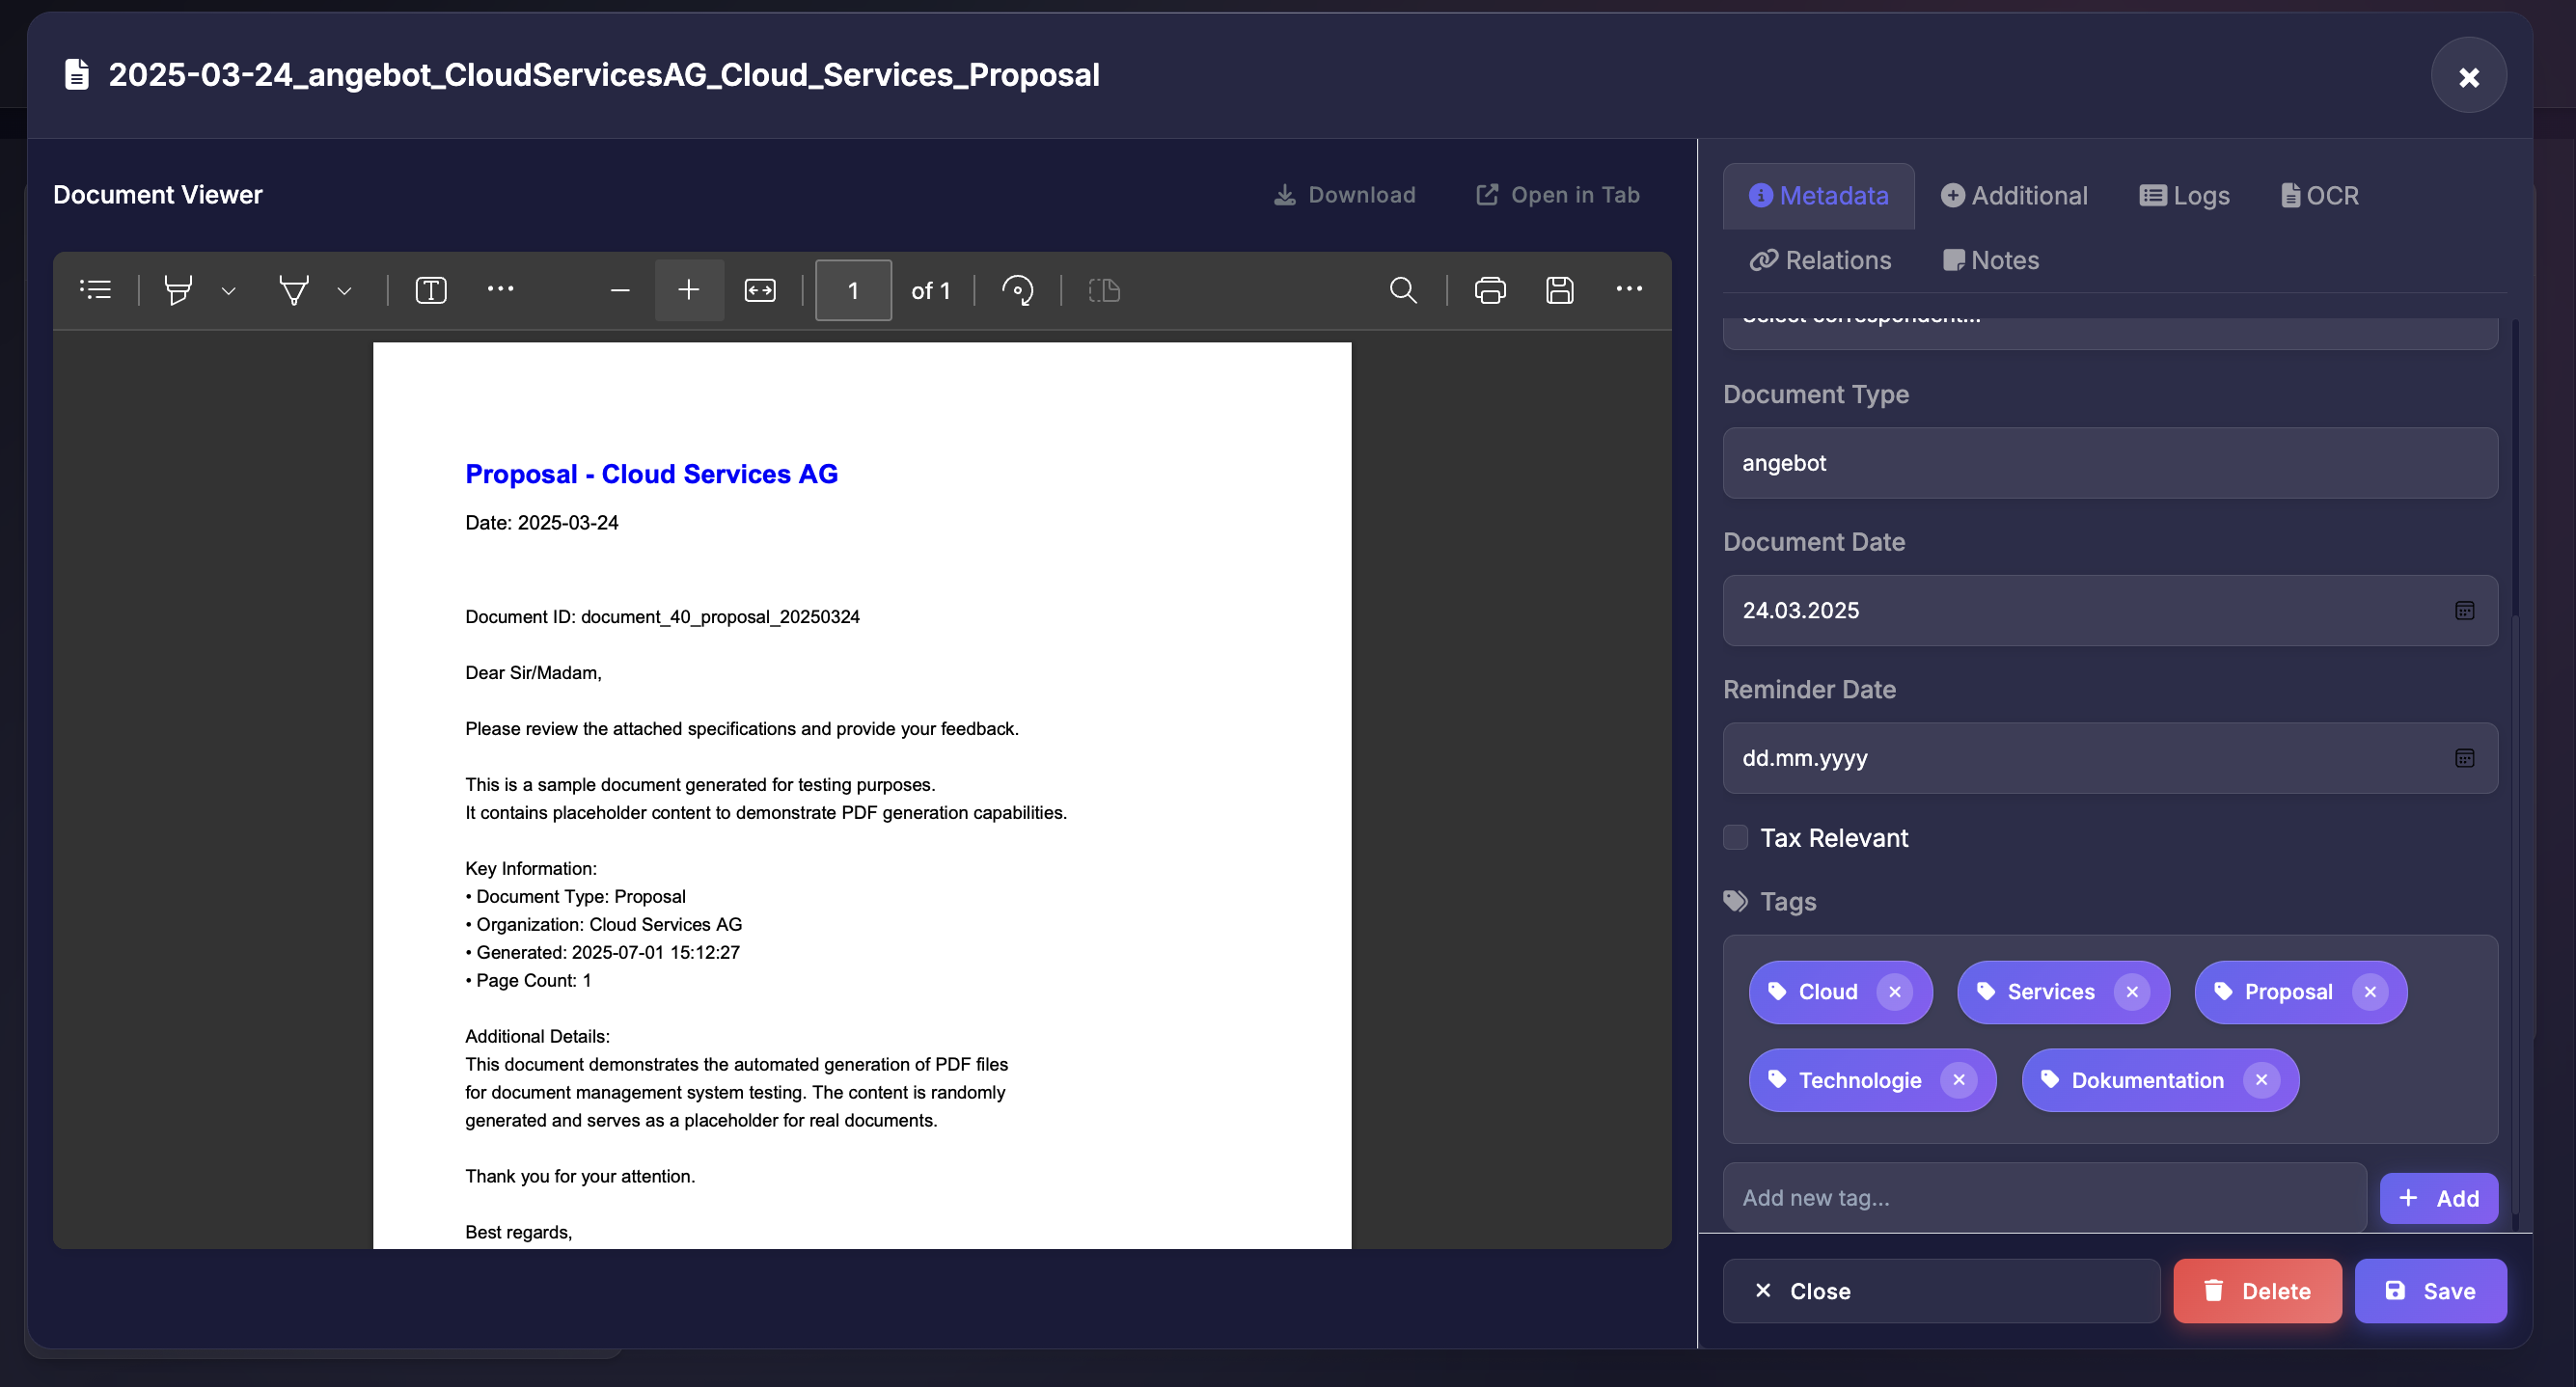 2025-03-24_angebot_CloudServicesAG_Cloud_Services_Proposal
Document Viewer
Download
Open in Tab
1 of 1
Proposal - Cloud Services AG
Date: 2025-03-24
Document ID: document_40_proposal_20250324
Dear Sir/Madam,
Please review the attached specifications and provide your feedback.
This is a sample document generated for testing purposes.
It contains placeholder content to demonstrate PDF generation capabilities.
Key Information:
• Document Type: Proposal
• Organization: Cloud Services AG
• Generated: 2025-07-01 15:12:27
• Page Count: 1
Additional Details:
This document demonstrates the automated generation of PDF files
for document management system testing. The content is randomly
generated and serves as a placeholder for real documents.
Thank you for your attention.
Best regards,
Metadata
Additional
Logs
OCR
Relations
Notes
Select correspondent...
Document Type
angebot
Document Date
24.03.2025
Reminder Date
dd.mm.yyyy
Tax Relevant
Tags
Cloud
Services
Proposal
Technologie
Dokumentation
Add new tag...
Add
Close
Delete
Save